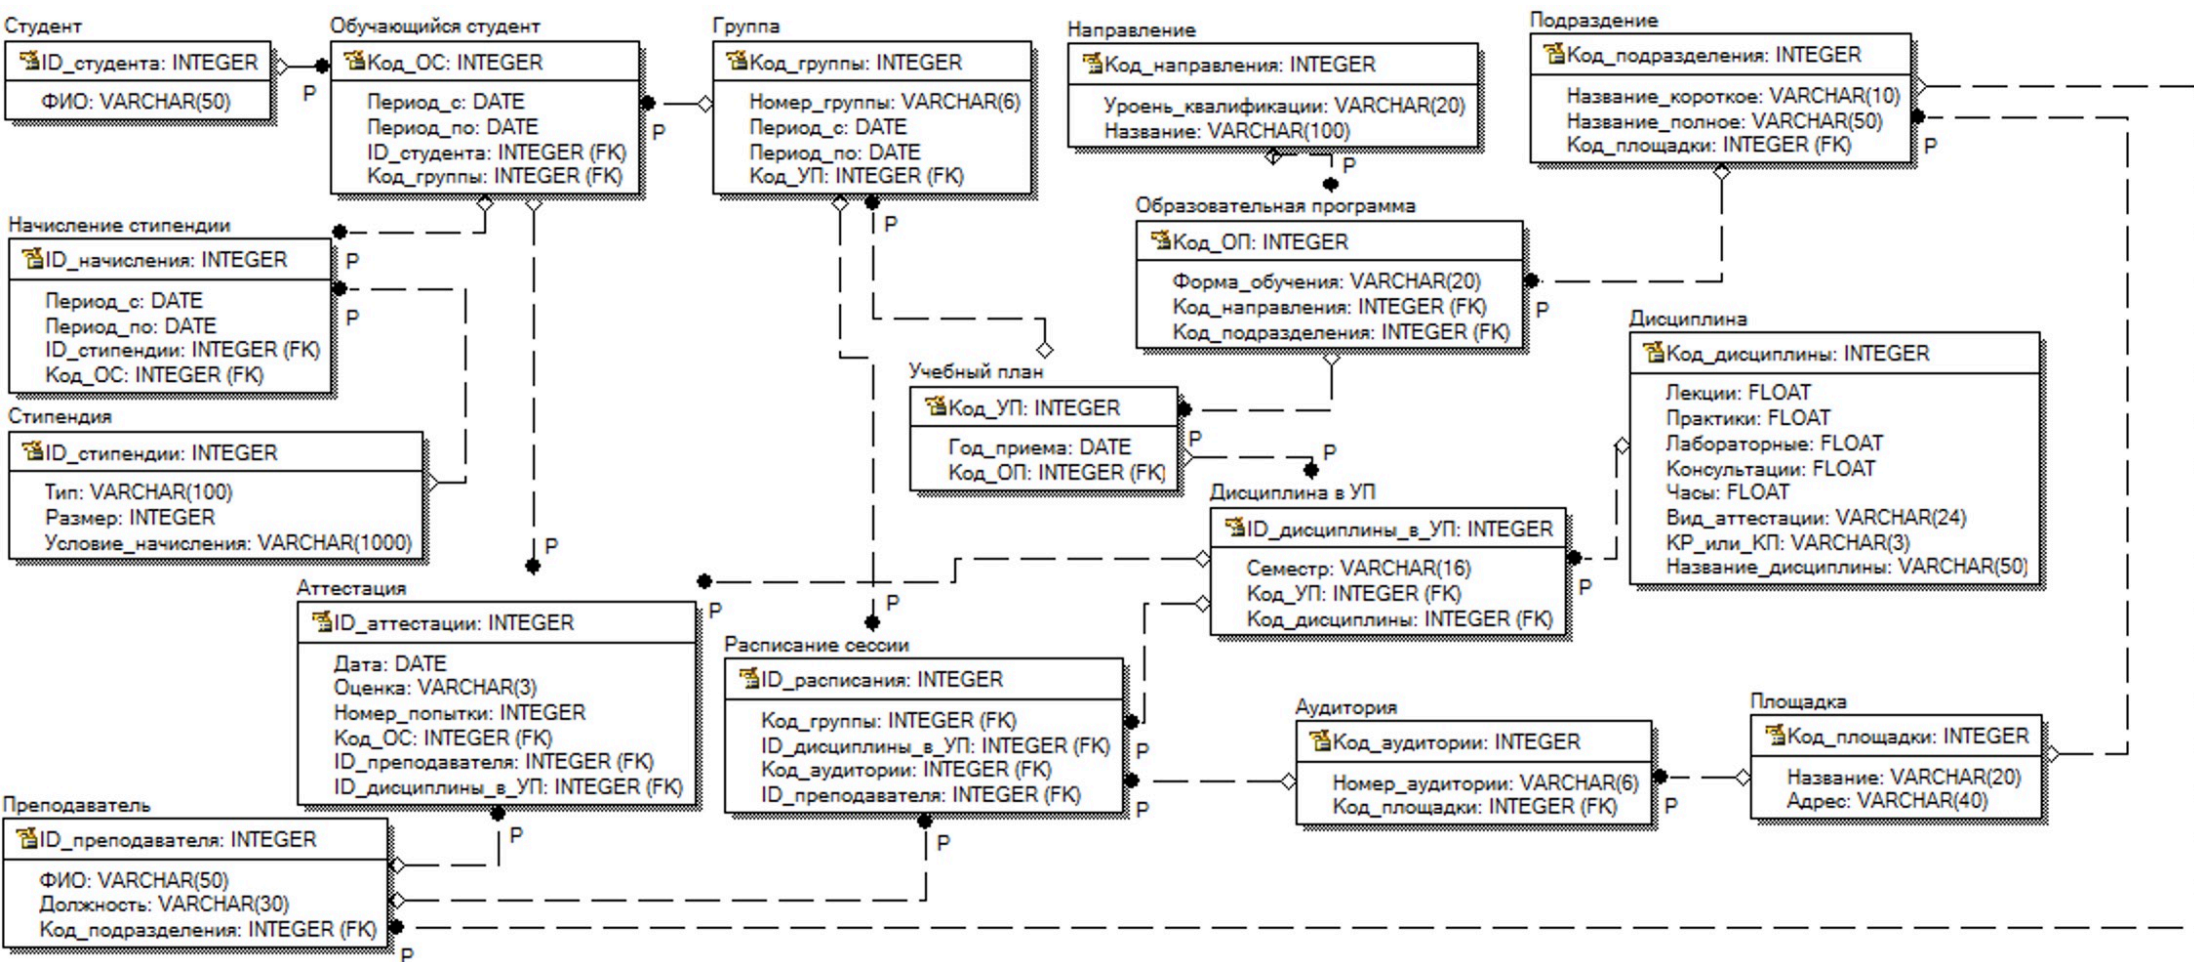 Студент
ID_студента: INTEGER
ФИО: VARCHAR(50)
P
Обучающийся студент
Код_ОС: INTEGER
Период_с: DATE
Период_по: DATE
ID_студента: INTEGER (FK)
Код_группы: INTEGER (FK)
P
Группа
Код_группы: INTEGER
Номер_группы: VARCHAR(6)
Период_с: DATE
Период_по: DATE
Код_УП: INTEGER (FK)
P
Направление
Код_направления: INTEGER
Уроень_квалификации: VARCHAR(20)
Название: VARCHAR(100)
P
Подраздение
Код_подразделения: INTEGER
Название_короткое: VARCHAR(10)
Название_полное: VARCHAR(50)
Код_площадки: INTEGER (FK)
P
Начисление стипендии
ID_начисления: INTEGER
Период_с: DATE
Период_по: DATE
ID_стипендии: INTEGER (FK)
Код_ОС: INTEGER (FK)
P
P
Образовательная программа
Код_ОП: INTEGER
Форма_обучения: VARCHAR(20)
Код_направления: INTEGER (FK)
Код_подразделения: INTEGER (FK)
P
Дисциплина
Код_дисциплины: INTEGER
Лекции: FLOAT
Практики: FLOAT
Лабораторные: FLOAT
Консультации: FLOAT
Часы: FLOAT
Вид_аттестации: VARCHAR(24)
КР_или_КП: VARCHAR(3)
Название_дисциплины: VARCHAR(50)
Учебный план
Код_УП: INTEGER
Год_приема: DATE
Код_ОП: INTEGER (FK)
P
P
Стипендия
ID_стипендии: INTEGER
Тип: VARCHAR(100)
Размер: INTEGER
Условие_начисления: VARCHAR(1000)
Дисциплина в УП
ID_дисциплины_в_УП: INTEGER
Семестр: VARCHAR(16)
Код_УП: INTEGER (FK)
Код_дисциплины: INTEGER (FK)
P
P
Аттестация
ID_аттестации: INTEGER
Дата: DATE
Оценка: VARCHAR(3)
Номер_попытки: INTEGER
Код_ОС: INTEGER (FK)
ID_преподавателя: INTEGER (FK)
ID_дисциплины_в_УП: INTEGER (FK)
P
P
P
Расписание сессии
ID_расписания: INTEGER
Код_группы: INTEGER (FK)
ID_дисциплины_в_УП: INTEGER (FK)
Код_аудитории: INTEGER (FK)
ID_преподавателя: INTEGER (FK)
P
P
P
Аудитория
Код_аудитории: INTEGER
Номер_аудитории: VARCHAR(6)
Код_площадки: INTEGER (FK)
P
Площадка
Код_площадки: INTEGER
Название: VARCHAR(20)
Адрес: VARCHAR(40)
Преподаватель
ID_преподавателя: INTEGER
ФИО: VARCHAR(50)
Должность: VARCHAR(30)
Код_подразделения: INTEGER (FK)
P